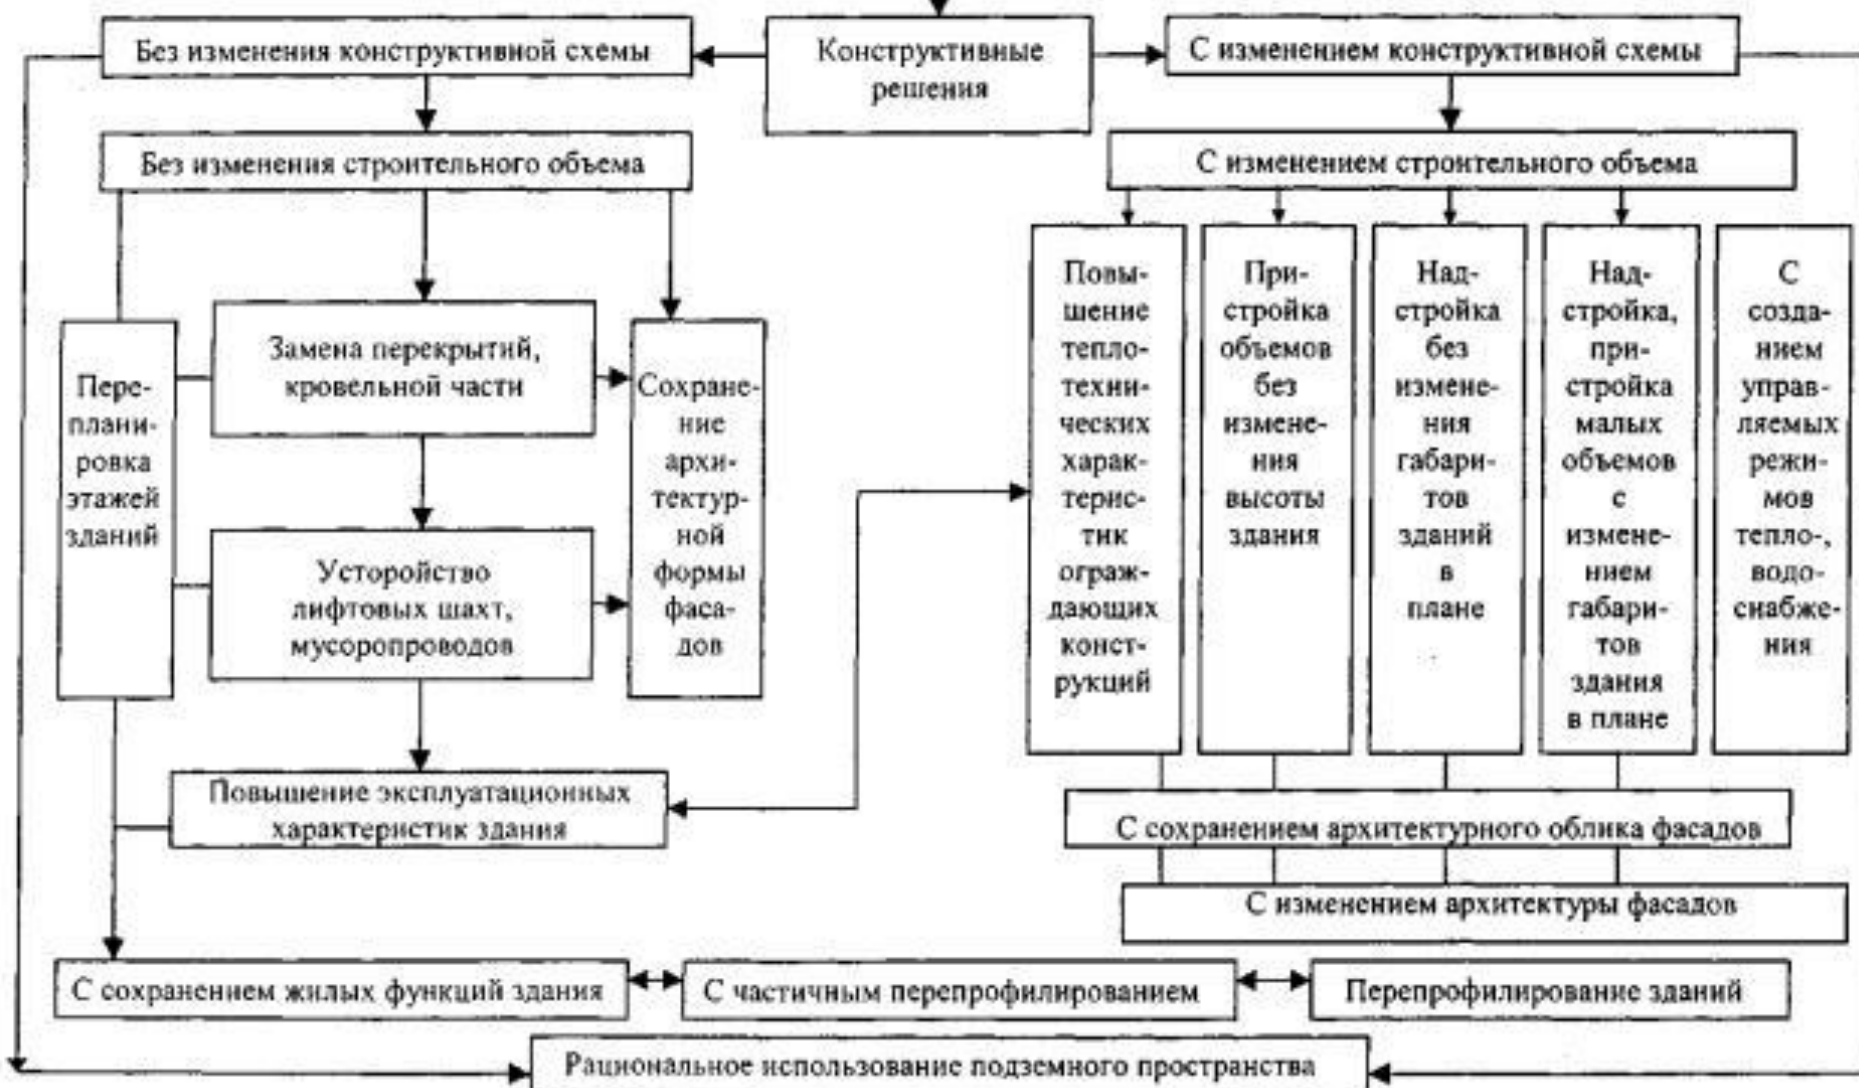 Без изменения конструктивной схемы
Конструктивные
решения
С изменением конструктивной схемы
Без изменения строительного объема
С изменением строительного объема
Пере-
плани-
ровка
этажей
зданий
Замена перекрытий,
кровельной части
Усторойство
лифтовых шахт,
мусоропроводов
Сохране-
ние
архи-
тектур-
ной
формы
фаса-
дов
Повы-
шение
тепло-
техни-
ческих
харак-
терис-
тик
ограж-
дающих
конст-
рукций
При-
стройка
объемов
без
измене-
ния
высоты
здания
Над-
стройка
без
измене-
ния
габари-
тов
зданий
в
плане
Над-
стройка,
при-
стройка
малых
объемов
с
измене-
нием
габари-
тов
здания
в плане
С
созда-
нием
управ-
ляемых
режи-
мов
тепло-,
водо-
снабже-
ния
Повышение эксплуатационных
характеристик здания
С сохранением архитектурного облика фасадов
С изменением архитектуры фасадов
С сохранением жилых функций здания
С частичным перепрофилированием
Перепрофилирование зданий
Рациональное использование подземного пространства